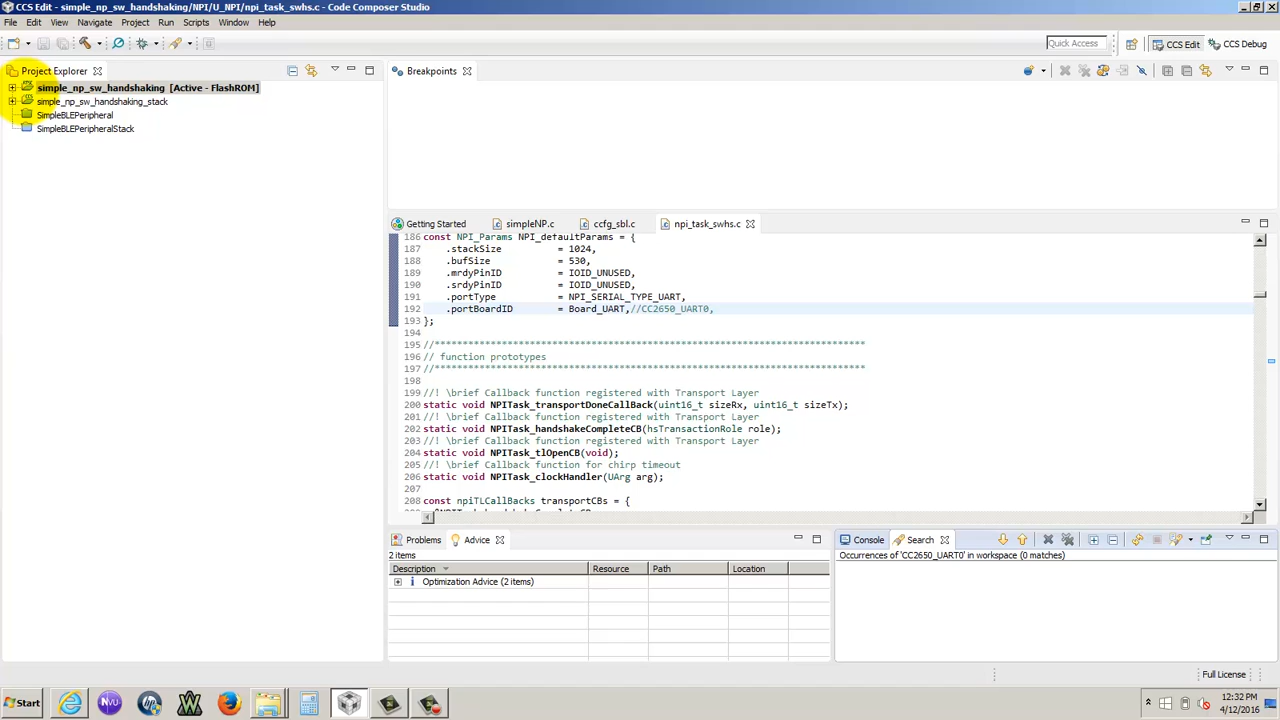 CCS Edit - simple_np_sw_handshaking/NPI/U_NPI/npi_task_swhs.c - Code Composer Studio
File Edit View Navigate Project Run Scripts Window Help
Quick Access
CCS Edit
CCS Debug
Project Explorer
simple_np_sw_handshaking [Active - FlashROM]
simple_np_sw_handshaking_stack
SimpleBLEPeripheral
SimpleBLEPeripheralStack
Breakpoints
Getting Started
simpleNP.c
ccfg_sbl.c
npi_task_swhs.c
186 const NPI_Params NPI_defaultParams = {
187 .stackSize = 1024,
188 .bufSize = 530,
189 .mrdyPinID = IOID_UNUSED,
190 .srdyPinID = IOID_UNUSED,
191 .portType = NPI_SERIAL_TYPE_UART,
192 .portBoardID = Board_UART,//CC2650_UART0,
193 };
194
195 //*****************************************************************************
196 // function prototypes
197 //*****************************************************************************
198
199 //! \brief Callback function registered with Transport Layer
200 static void NPITask_transportDoneCallBack(uint16_t sizeRx, uint16_t sizeTx);
201 //! \brief Callback function registered with Transport Layer
202 static void NPITask_handshakeCompleteCB(hsTransactionRole role);
203 //! \brief Callback function registered with Transport Layer
204 static void NPITask_tlOpenCB(void);
205 //! \brief Callback function for chirp timeout
206 static void NPITask_clockHandler(UArg arg);
207
208 const npiTLCallBacks transportCBs = {
Problems
Advice
2 items
Description Resource Path Location
Optimization Advice (2 items)
Console
Search
Occurrences of 'CC2650_UART0' in workspace (0 matches)
Full License
Start
12:32 PM
4/12/2016